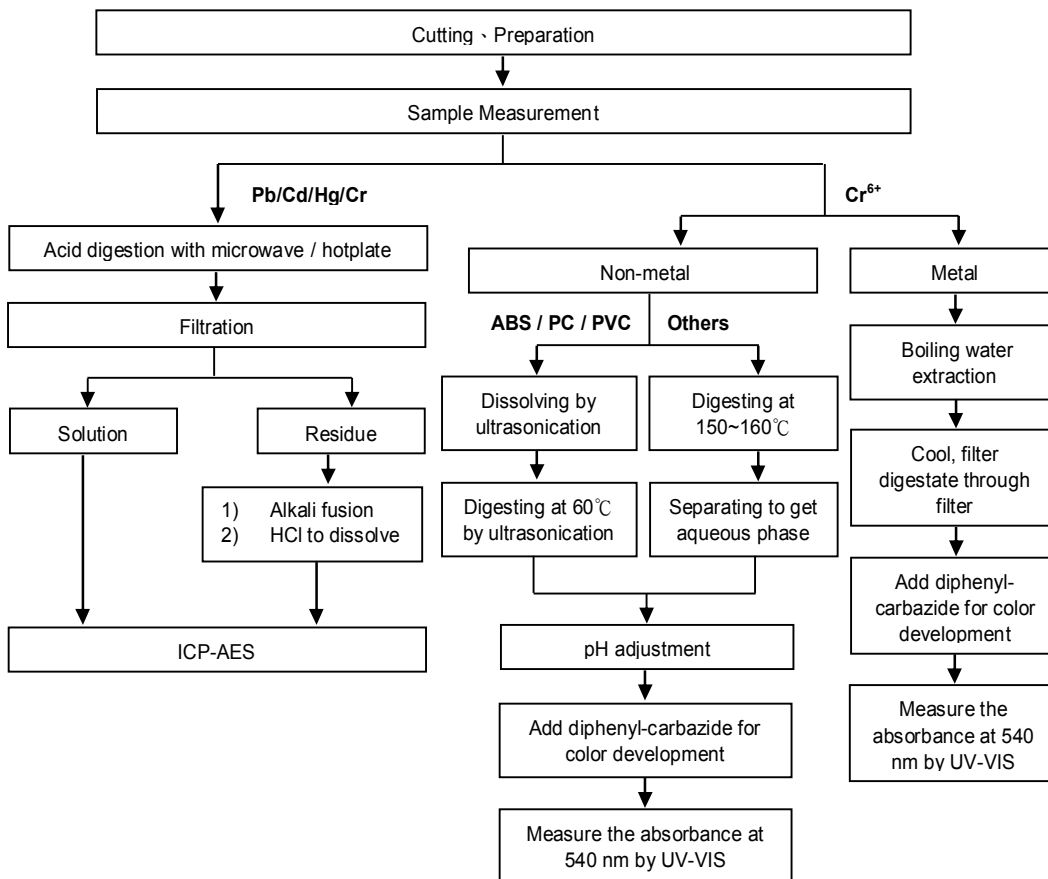 Cutting、Preparation
Sample Measurement
Pb/Cd/Hg/Cr
Acid digestion with microwave / hotplate
Filtration
Solution
Residue
1) Alkali fusion
2) HCl to dissolve
ICP-AES
Cr⁶⁺
Non-metal
ABS / PC / PVC
Others
Dissolving by
ultrasonication
Digesting at 60℃
by ultrasonication
Digesting at
150~160℃
Separating to get
aqueous phase
pH adjustment
Add diphenyl-carbazide for
color development
Measure the absorbance at
540 nm by UV-VIS
Metal
Boiling water
extraction
Cool, filter
digestate through
filter
Add diphenyl-
carbazide for color
development
Measure the
absorbance at 540
nm by UV-VIS